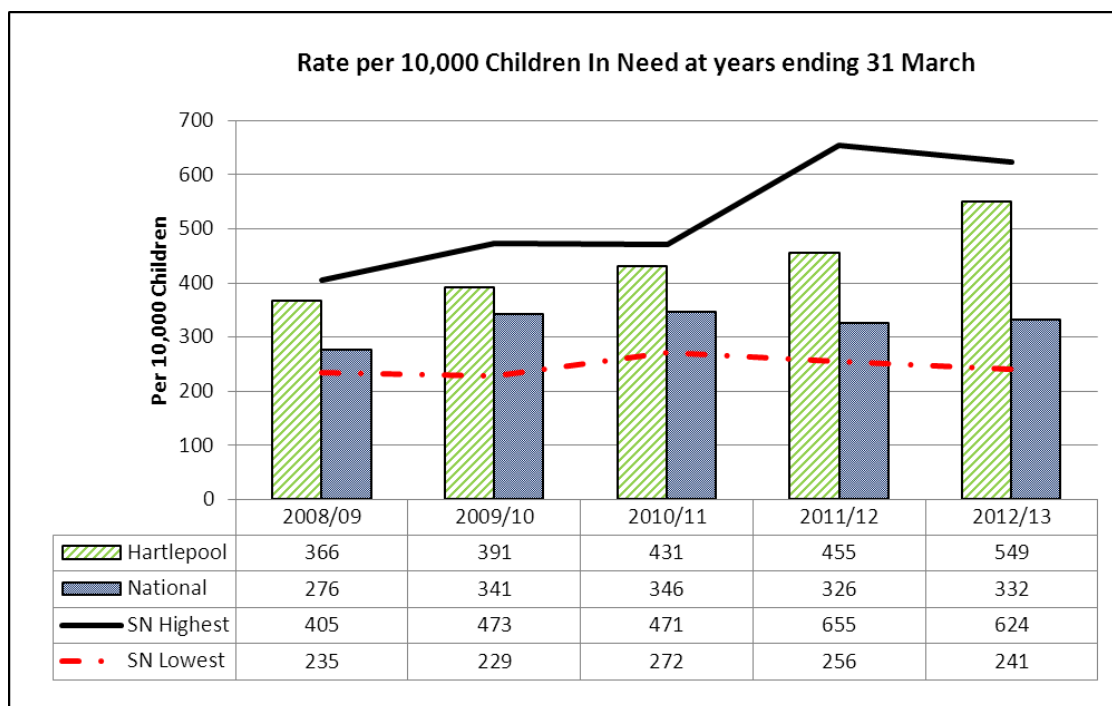 Rate per 10,000 Children In Need at years ending 31 March
Per 10,000 Children
700
600
500
400
300
200
100
0
2008/09 2009/10 2010/11 2011/12 2012/13
Hartlepool 366 391 431 455 549
National 276 341 346 326 332
SN Highest 405 473 471 655 624
SN Lowest 235 229 272 256 241